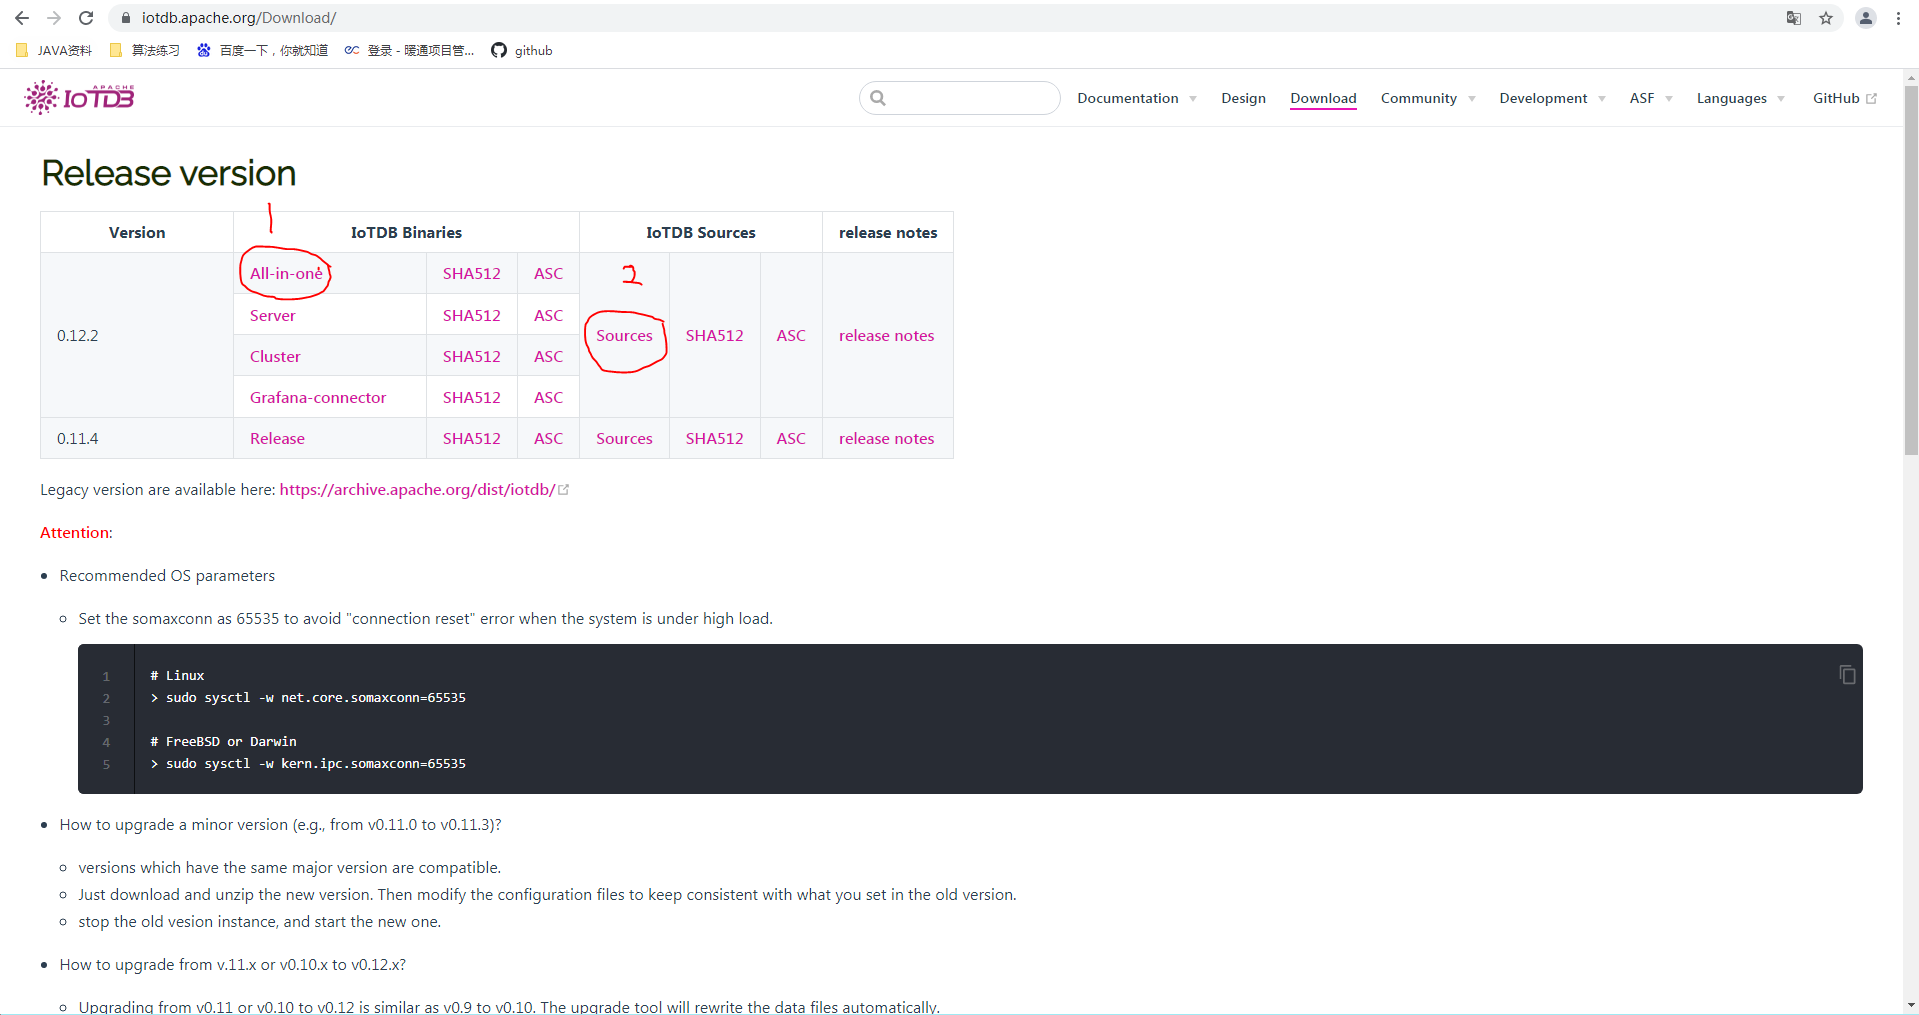 iotdb.apache.org/Download/
JAVA资料 算法练习 百度一下，你就知道 登录 - 暖通项目管... github
APACHE
IoTDB
Documentation Design Download Community Development ASF Languages GitHub
Release version
1
Version IoTDB Binaries IoTDB Sources release notes
0.12.2 All-in-one SHA512 ASC 2 Sources SHA512 ASC release notes
Server SHA512 ASC
Cluster SHA512 ASC
Grafana-connector SHA512 ASC
0.11.4 Release SHA512 ASC Sources SHA512 ASC release notes
Legacy version are available here: https://archive.apache.org/dist/iotdb/
Attention:
Recommended OS parameters
Set the somaxconn as 65535 to avoid "connection reset" error when the system is under high load.
1 # Linux
2 > sudo sysctl -w net.core.somaxconn=65535
3
4 # FreeBSD or Darwin
5 > sudo sysctl -w kern.ipc.somaxconn=65535
How to upgrade a minor version (e.g., from v0.11.0 to v0.11.3)?
versions which have the same major version are compatible.
Just download and unzip the new version. Then modify the configuration files to keep consistent with what you set in the old version.
stop the old vesion instance, and start the new one.
How to upgrade from v.11.x or v0.10.x to v0.12.x?
Upgrading from v0.11 or v0.10 to v0.12 is similar as v0.9 to v0.10. The upgrade tool will rewrite the data files automatically.